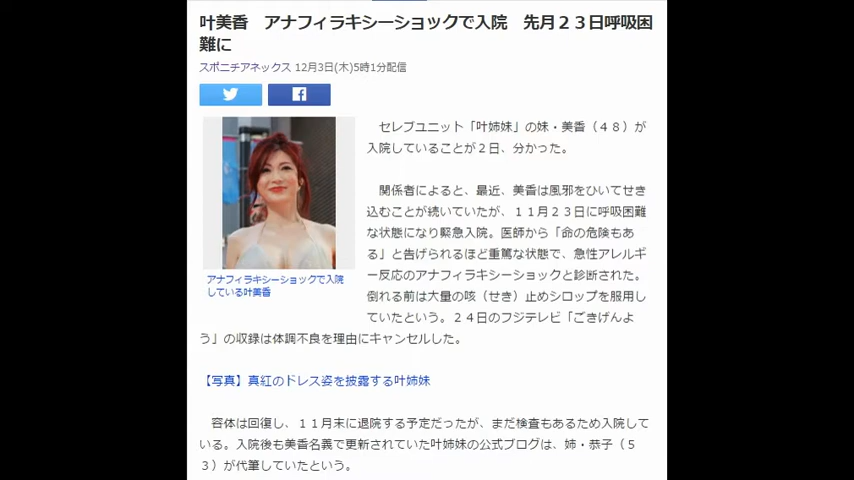 叶美香　アナフィラキシーショックで入院　先月２３日呼吸困
難に
スポニチアネックス 12月3日(木)5時1分配信
セレブユニット「叶姉妹」の妹・美香（４８）が
入院していることが２日、分かった。
関係者によると、最近、美香は風邪をひいてせき
込むことが続いていたが、１１月２３日に呼吸困難
な状態になり緊急入院。医師から「命の危険もあ
る」と告げられるほど重篤な状態で、急性アレルギ
ー反応のアナフィラキシーショックと診断された。
倒れる前は大量の咳（せき）止めシロップを服用し
ていたという。２４日のフジテレビ「ごきげんよ
う」の収録は体調不良を理由にキャンセルした。
アナフィラキシーショックで入院
している叶美香
【写真】真紅のドレス姿を披露する叶姉妹
容体は回復し、１１月末に退院する予定だったが、まだ検査もあるため入院して
いる。入院後も美香名義で更新されていた叶姉妹の公式ブログは、姉・恭子（５
３）が代筆していたという。